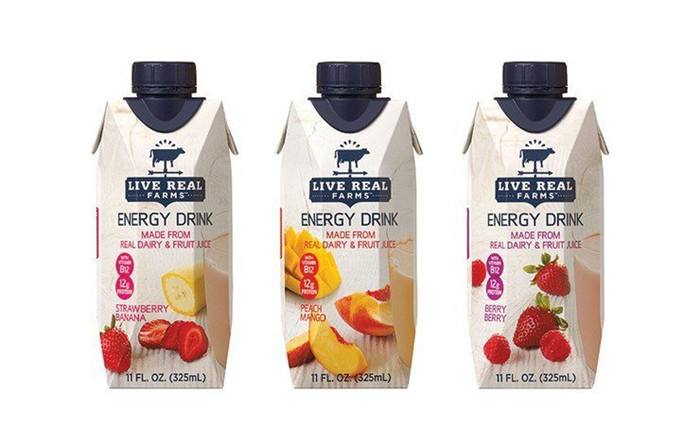 LIVE REAL
FARMS™
ENERGY DRINK
MADE FROM
REAL DAIRY & FRUIT JUICE
WITH
VITAMIN
B12
12g
PROTEIN
STRAWBERRY
BANANA
11 FL. OZ. (325mL)
LIVE REAL
FARMS™
ENERGY DRINK
MADE FROM
REAL DAIRY & FRUIT JUICE
WITH
VITAMIN
B12
12g
PROTEIN
PEACH
MANGO
11 FL. OZ. (325mL)
LIVE REAL
FARMS™
ENERGY DRINK
MADE FROM
REAL DAIRY & FRUIT JUICE
WITH
VITAMIN
B12
12g
PROTEIN
BERRY
BERRY
11 FL. OZ. (325mL)